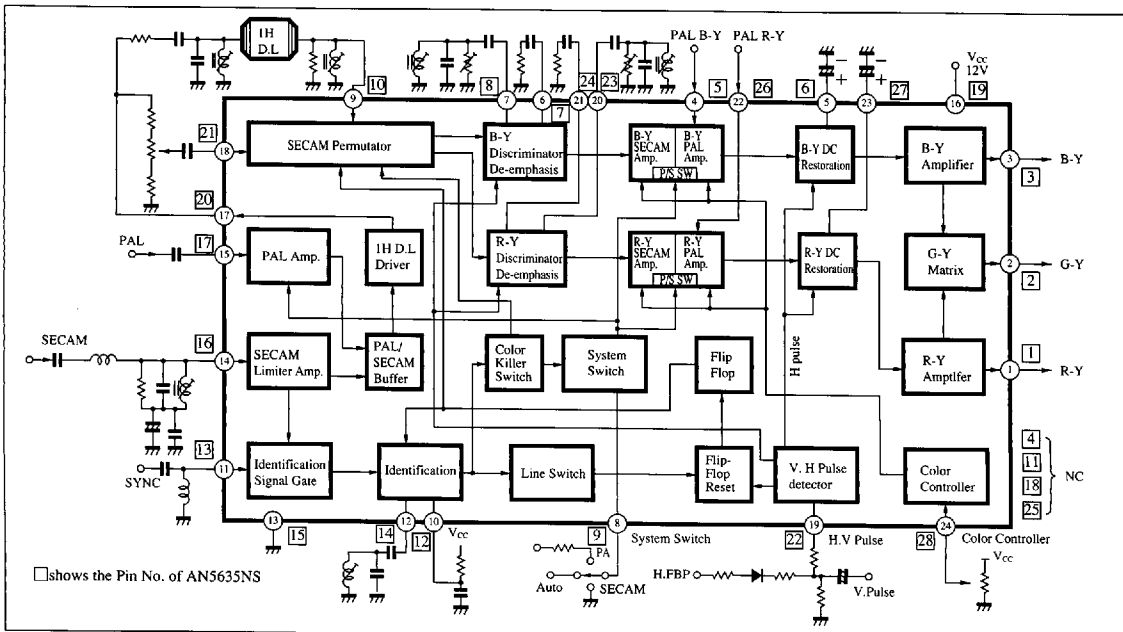 1H
D.L
PAL B-Y
PAL R-Y
Vcc
12V
10
8
24
23
5
26
6
27
19
9
7
6
7
21
20
4
22
5
23
16
21
18
SECAM Permutator
B-Y
Discriminator
De-emphasis
B-Y
SECAM
Amp.
B-Y
PAL
Amp.
P/S SW
B-Y DC
Restoration
B-Y
Amplifier
3
B-Y
3
20
17
PAL
17
15
PAL Amp.
1H D.L
Driver
R-Y
Discriminator
De-emphasis
R-Y
SECAM
Amp.
R-Y
PAL
Amp.
P/S SW
R-Y DC
Restoration
G-Y
Matrix
2
G-Y
2
SECAM
16
14
SECAM
Limiter Amp.
PAL/
SECAM
Buffer
Color
Killer
Switch
System
Switch
Flip
Flop
H pulse
R-Y
Amptlfer
1
1
R-Y
13
SYNC
11
Identification
Signal Gate
Identification
Line Switch
Flip-
Flop
Reset
V. H Pulse
detector
Color
Controller
4
11
18
25
NC
13
15
14
12
10
12
Vcc
9
8
System Switch
22
19
H.V Pulse
28
24
Color Controller
Vcc
PA
Auto
SECAM
H.FBP
V.Pulse
□shows the Pin No. of AN5635NS